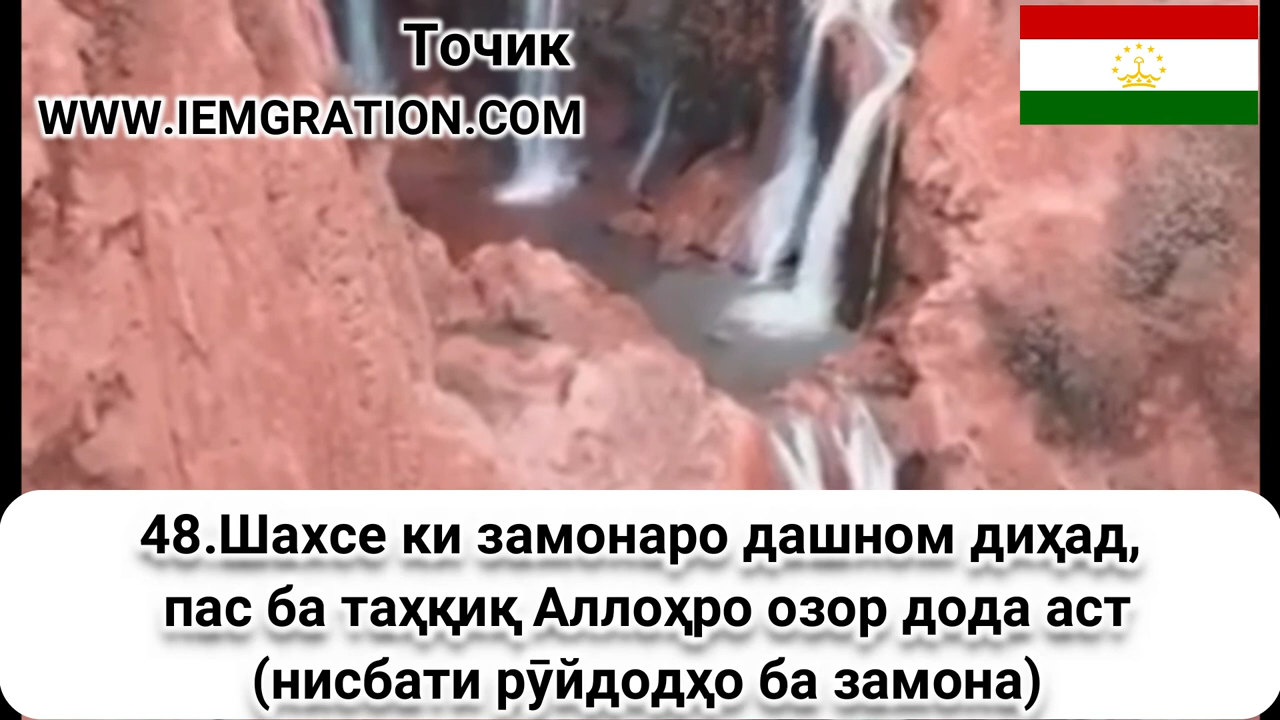 Точик
WWW.IEMGRATION.COM
48.Шахсе ки замонаро дашном диҳад,
пас ба таҳқиқ Аллоҳро озор дода аст
(нисбати рӯйдодҳо ба замона)